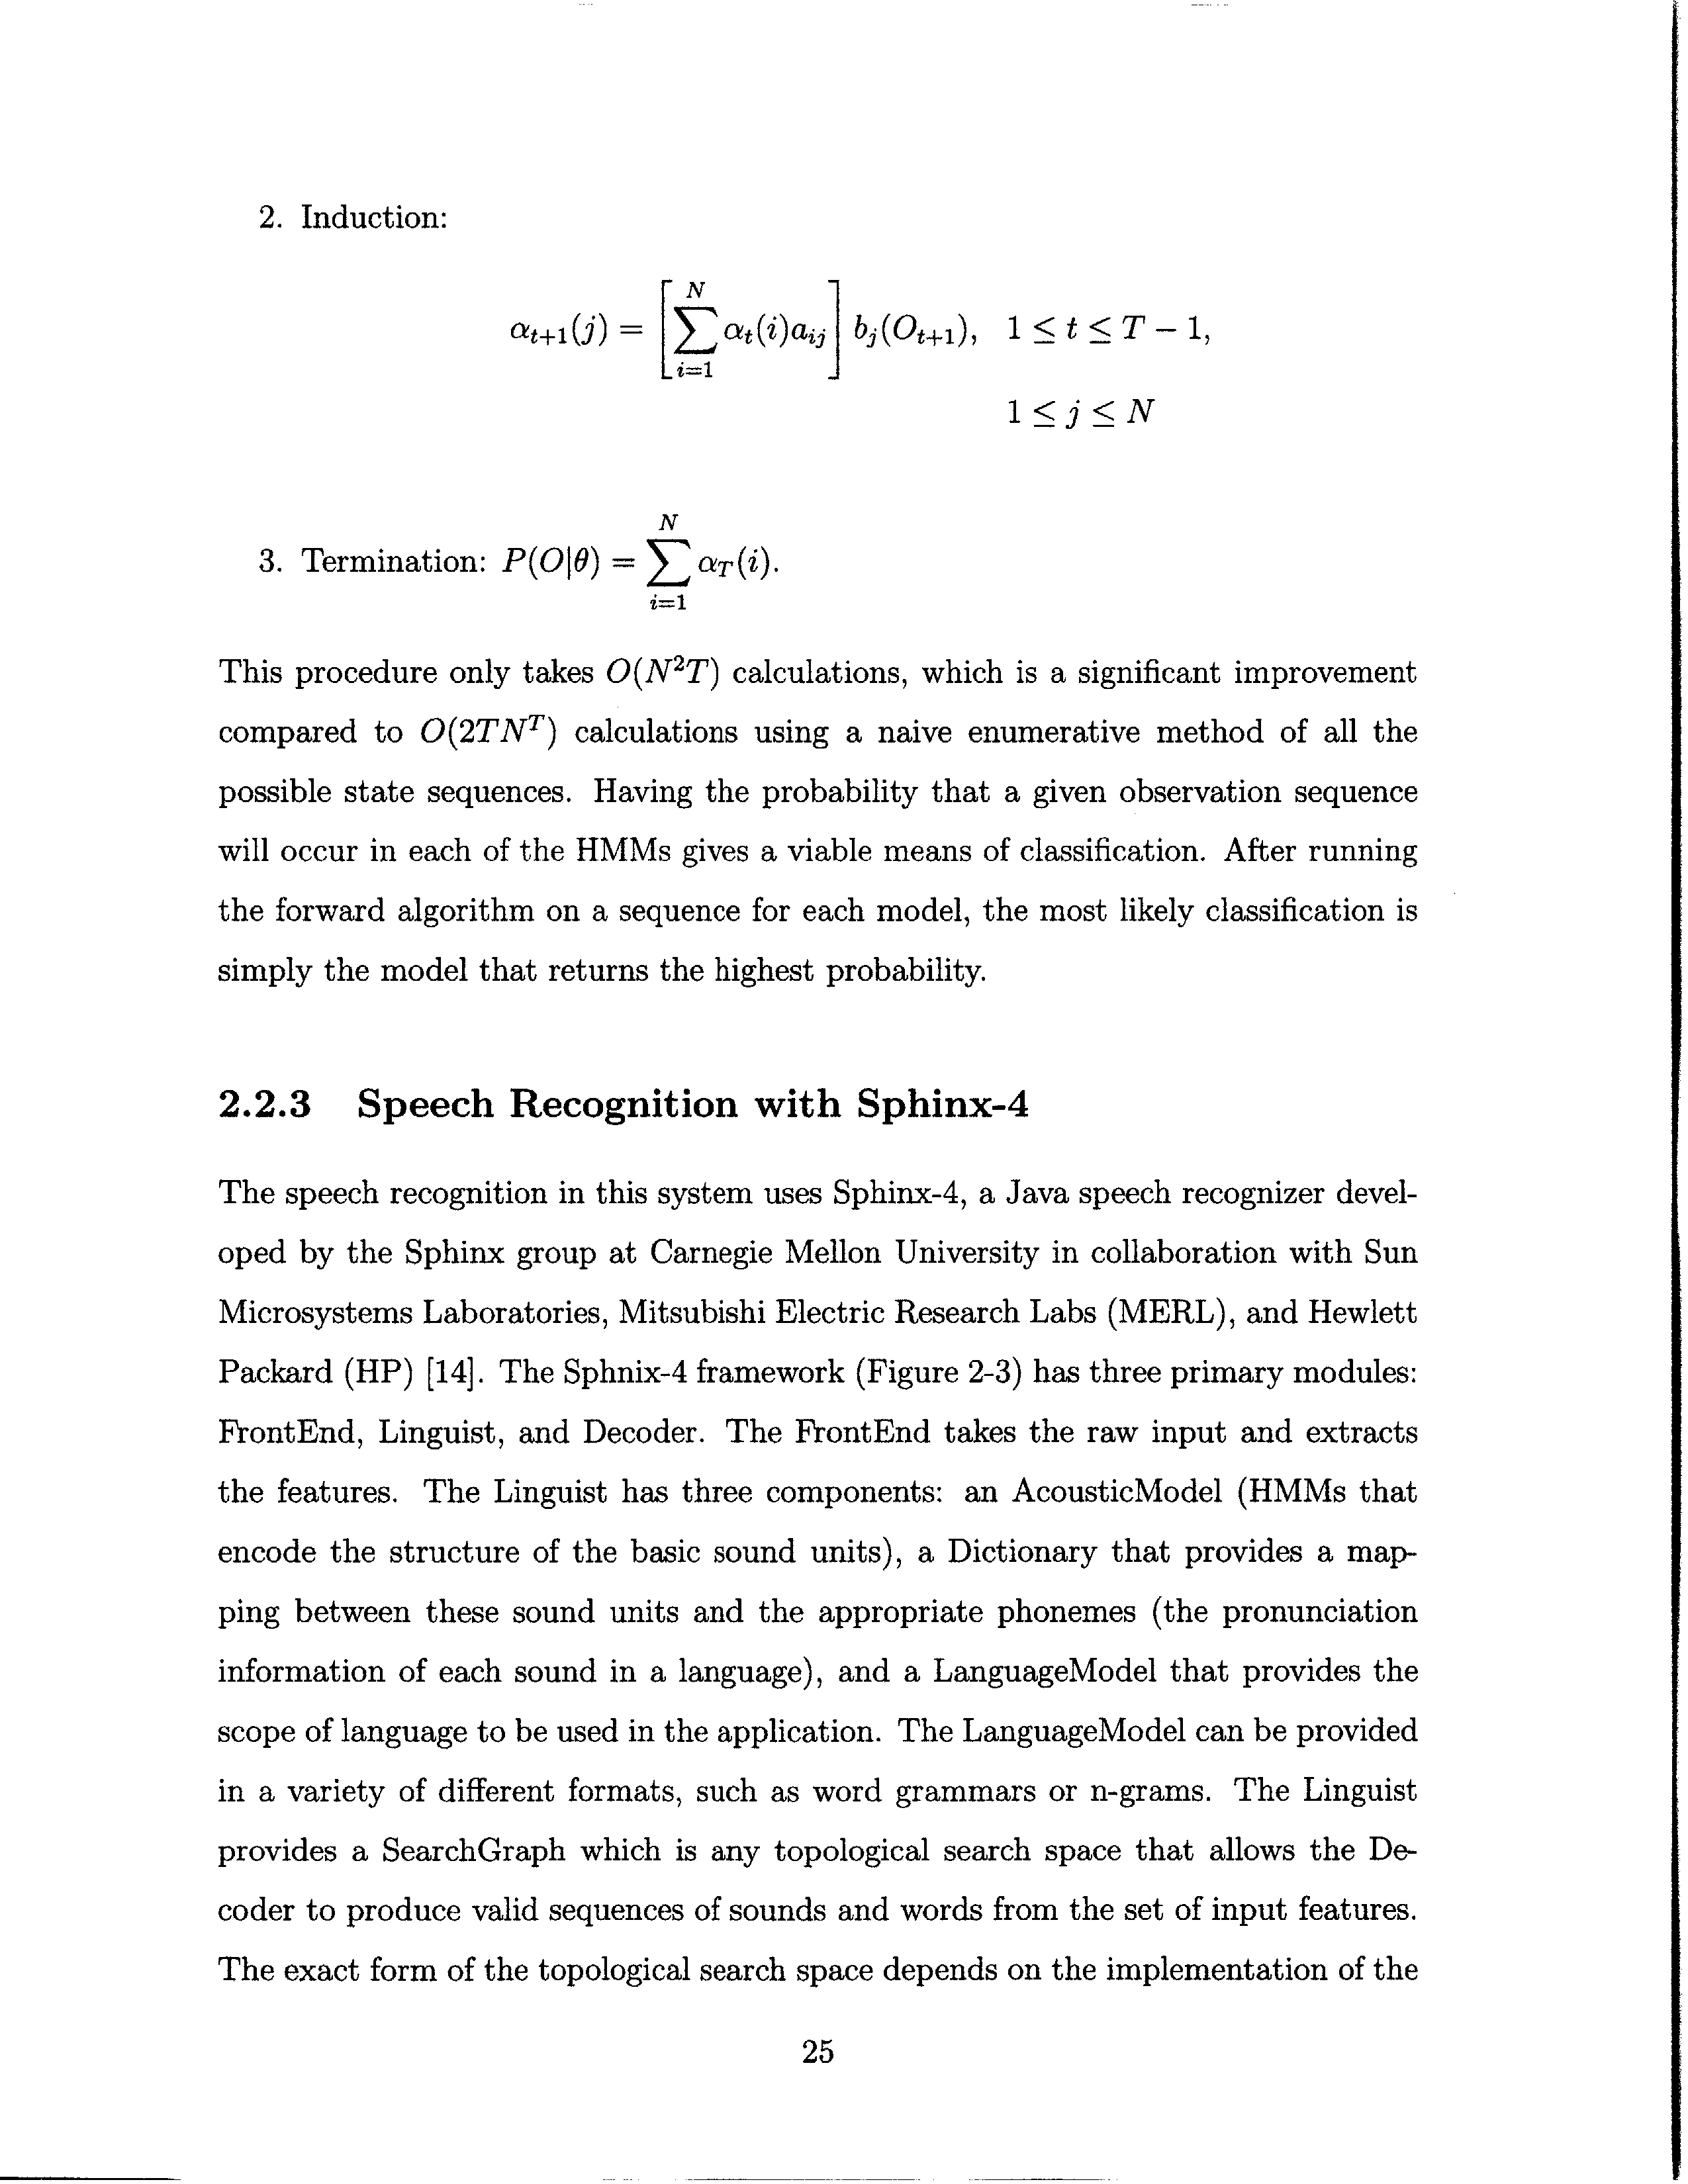 2. Induction:
α_{t+1}(j) = [ \sum_{i=1}^{N} α_t(i)a_{ij} ] b_j(O_{t+1}), 1 ≤ t ≤ T − 1,
1 ≤ j ≤ N
3. Termination: P(O|θ) = \sum_{i=1}^{N} α_T(i).
This procedure only takes O(N²T) calculations, which is a significant improvement
compared to O(2TN^T) calculations using a naive enumerative method of all the
possible state sequences. Having the probability that a given observation sequence
will occur in each of the HMMs gives a viable means of classification. After running
the forward algorithm on a sequence for each model, the most likely classification is
simply the model that returns the highest probability.
2.2.3 Speech Recognition with Sphinx-4
The speech recognition in this system uses Sphinx-4, a Java speech recognizer devel-
oped by the Sphinx group at Carnegie Mellon University in collaboration with Sun
Microsystems Laboratories, Mitsubishi Electric Research Labs (MERL), and Hewlett
Packard (HP) [14]. The Sphnix-4 framework (Figure 2-3) has three primary modules:
FrontEnd, Linguist, and Decoder. The FrontEnd takes the raw input and extracts
the features. The Linguist has three components: an AcousticModel (HMMs that
encode the structure of the basic sound units), a Dictionary that provides a map-
ping between these sound units and the appropriate phonemes (the pronunciation
information of each sound in a language), and a LanguageModel that provides the
scope of language to be used in the application. The LanguageModel can be provided
in a variety of different formats, such as word grammars or n-grams. The Linguist
provides a SearchGraph which is any topological search space that allows the De-
coder to produce valid sequences of sounds and words from the set of input features.
The exact form of the topological search space depends on the implementation of the
25